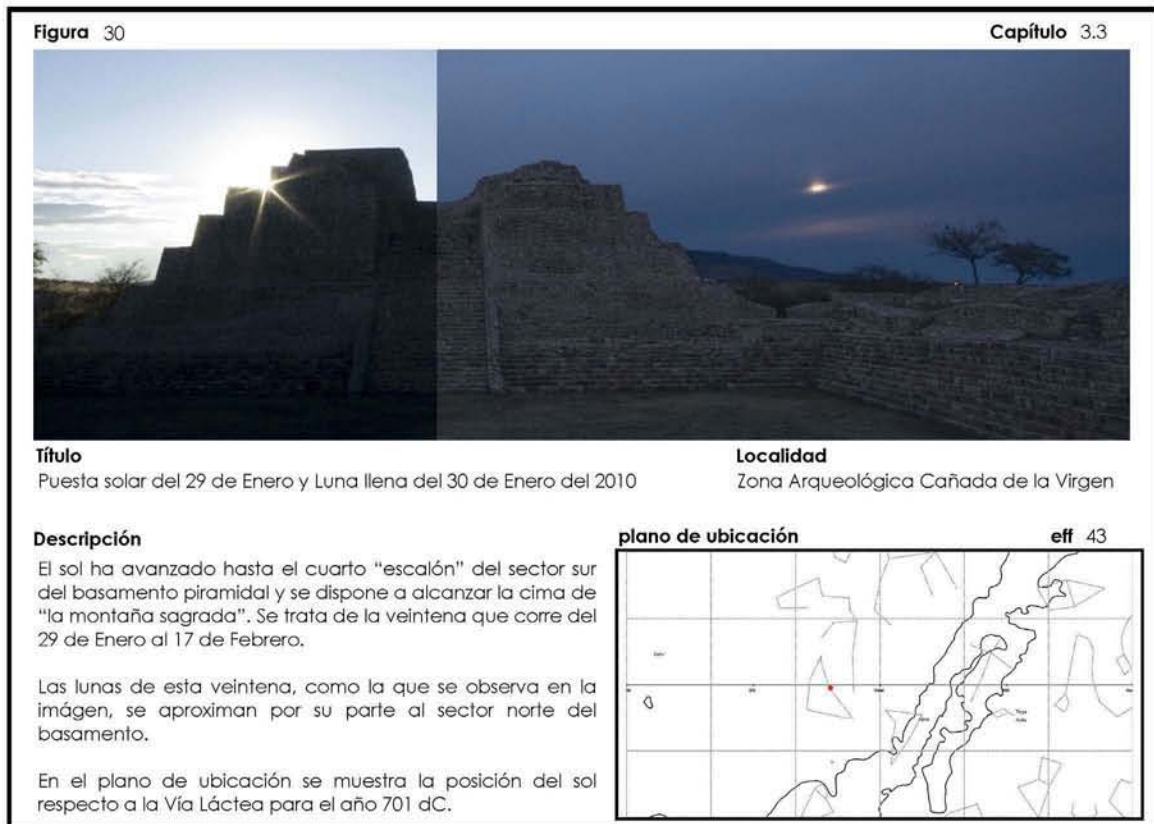 Figura 30
Capítulo 3.3
Título
Puesta solar del 29 de Enero y Luna llena del 30 de Enero del 2010
Localidad
Zona Arqueológica Cañada de la Virgen
Descripción
El sol ha avanzado hasta el cuarto “escalón” del sector sur
del basamento piramidal y se dispone a alcanzar la cima de
“la montaña sagrada”. Se trata de la veintena que corre del
29 de Enero al 17 de Febrero.
Las lunas de esta veintena, como la que se observa en la
imágen, se aproximan por su parte al sector norte del
basamento.
En el plano de ubicación se muestra la posición del sol
respecto a la Vía Láctea para el año 701 dC.
plano de ubicación
eff 43